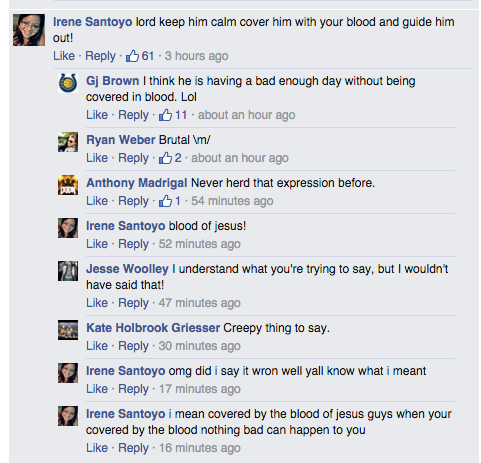 Irene Santoyo lord keep him calm cover him with your blood and guide him
out!
Like · Reply · 61 · 3 hours ago
Gj Brown I think he is having a bad enough day without being
covered in blood. Lol
Like · Reply · 11 · about an hour ago
Ryan Weber Brutal \m/
Like · Reply · 2 · about an hour ago
Anthony Madrigal Never herd that expression before.
Like · Reply · 1 · 54 minutes ago
Irene Santoyo blood of jesus!
Like · Reply · 52 minutes ago
Jesse Woolley I understand what you're trying to say, but I wouldn't
have said that!
Like · Reply · 47 minutes ago
Kate Holbrook Griesser Creepy thing to say.
Like · Reply · 30 minutes ago
Irene Santoyo omg did i say it wron well yall know what i meant
Like · Reply · 17 minutes ago
Irene Santoyo i mean covered by the blood of jesus guys when your
covered by the blood nothing bad can happen to you
Like · Reply · 16 minutes ago